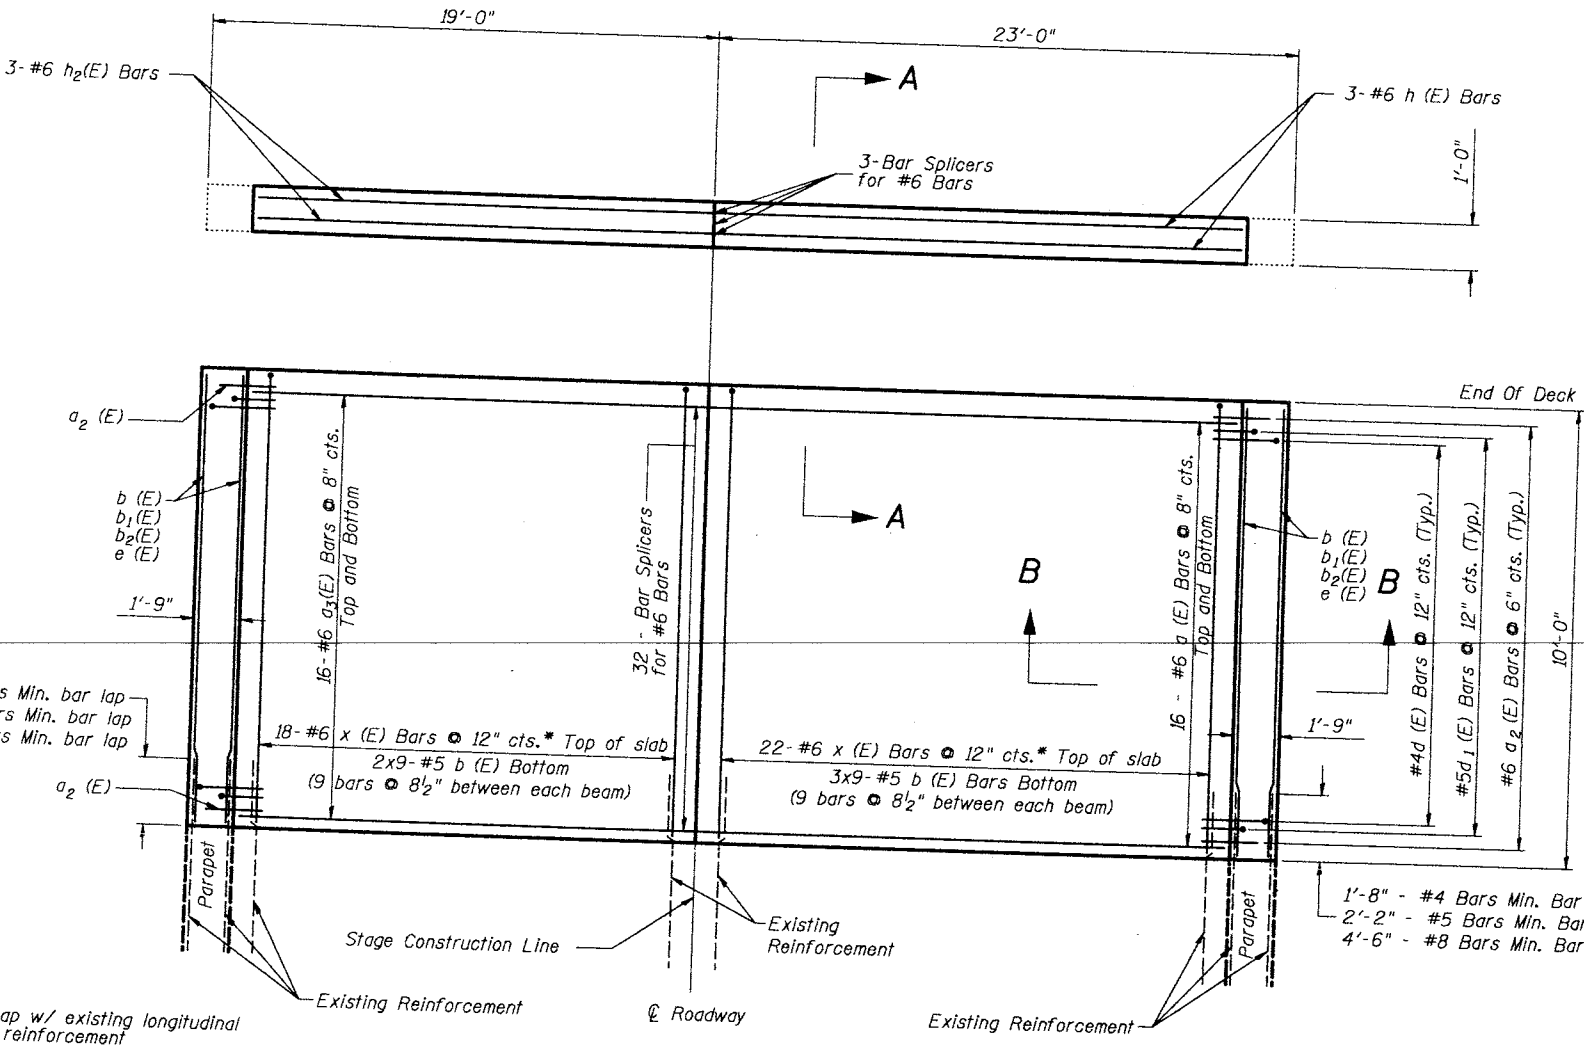 19'-0"
23'-0"
3-#6 h2(E) Bars
A
3-#6 h (E) Bars
3-Bar Splicers
for #6 Bars
1'-0"
End Of Deck
a2 (E)
b (E)
b1(E)
b2(E)
e (E)
1'-9"
16-#6 a3(E) Bars @ 8" cts.
Top and Bottom
32 - Bar Splicers
for #6 Bars
A
B
16 - #6 a (E) Bars @ 8" cts.
Top and Bottom
b (E)
b1(E)
b2(E)
e (E)
B
#4d (E) Bars @ 12" cts. (Typ.)
#5d1 (E) Bars @ 12" cts. (Typ.)
#6 a2 (E) Bars @ 6" cts. (Typ.)
10'-0"
1'-9"
s Min. bar lap
rs Min. bar lap
s Min. bar lap
18-#6 x (E) Bars @ 12" cts.* Top of slab
2x9-#5 b (E) Bottom
(9 bars @ 8½" between each beam)
22-#6 x (E) Bars @ 12" cts.* Top of slab
3x9-#5 b (E) Bars Bottom
(9 bars @ 8½" between each beam)
a2 (E)
Parapet
Parapet
1'-8" - #4 Bars Min. Bar
2'-2" - #5 Bars Min. Bar
4'-6" - #8 Bars Min. Bar
Stage Construction Line
Existing
Reinforcement
Existing Reinforcement
℄ Roadway
Existing Reinforcement
ap w/ existing longitudinal
reinforcement